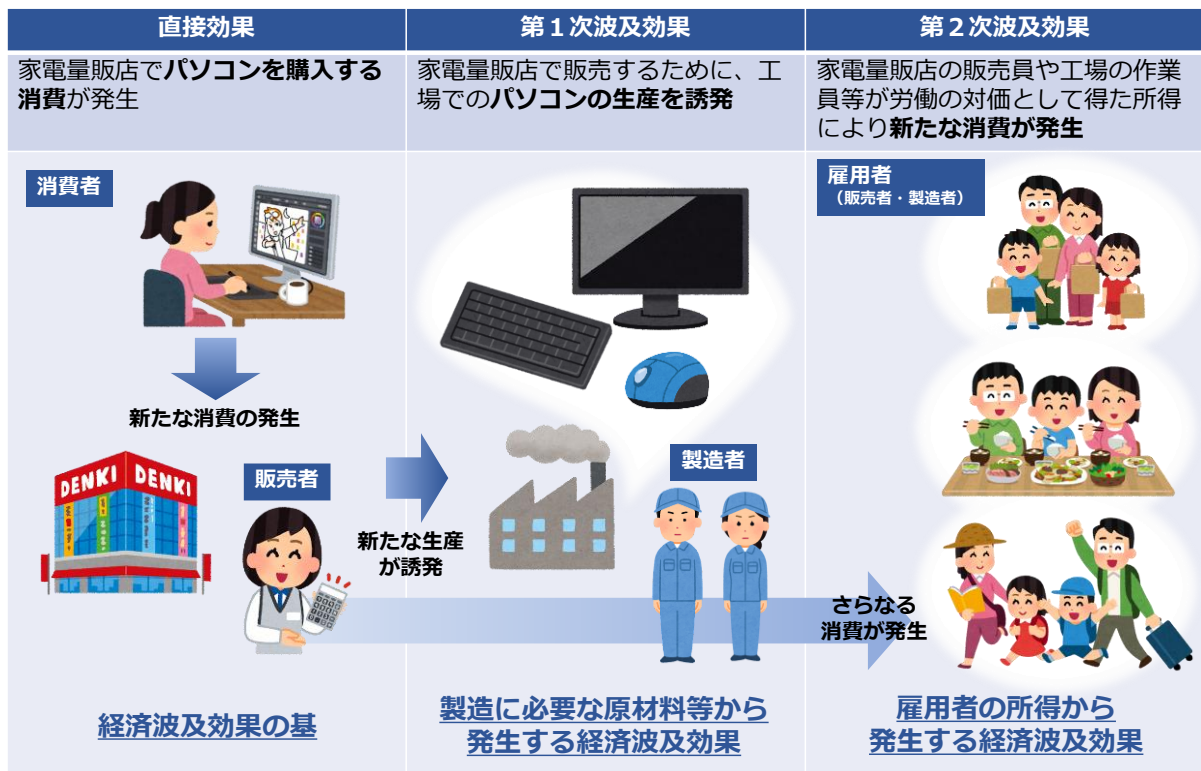 直接効果
第１次波及効果
第２次波及効果
家電量販店でパソコンを購入する
消費が発生
家電量販店で販売するために、工
場でのパソコンの生産を誘発
家電量販店の販売員や工場の作業
員等が労働の対価として得た所得
により新たな消費が発生
消費者
新たな消費の発生
DENKI DENKI
販売者
新たな生産
が誘発
経済波及効果の基
製造者
製造に必要な原材料等から
発生する経済波及効果
雇用者
（販売者・製造者）
さらなる
消費が発生
雇用者の所得から
発生する経済波及効果